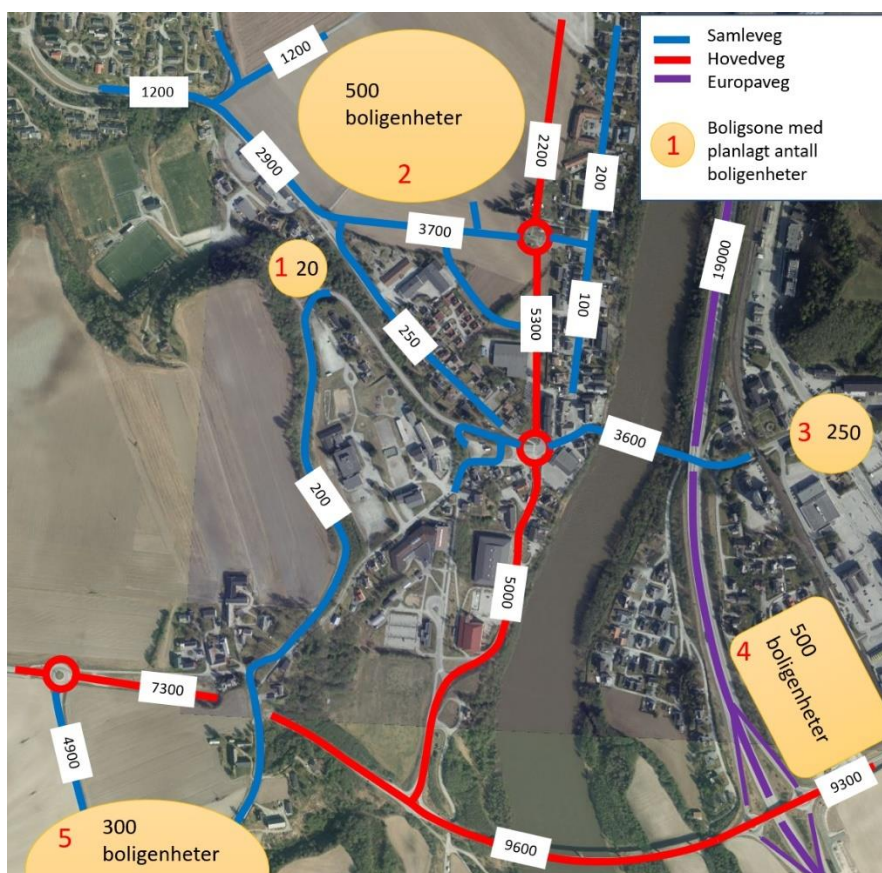 Samleveg
Hovedveg
Europaveg
1 Boligsone med
planlagt antall
boligenheter
1200
1200
500
boligenheter
2
2900
2200
200
3700
19000
1 20
100
5300
250
3600
3 250
200
5000
4 500
boligenheter
7300
4900
9300
5 300
boligenheter
9600